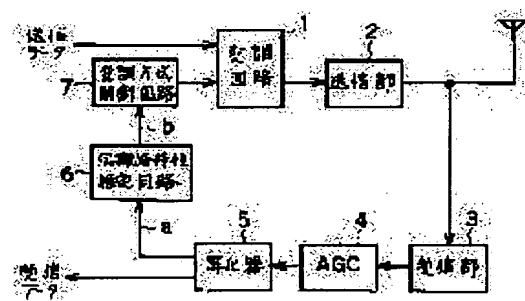 送信
データ
1
変調
回路
2
送信部
7
変調方式
制御回路
b
6
伝搬路特性
推定回路
a
5
等化器
4
AGC
3
受信部
受信
データ